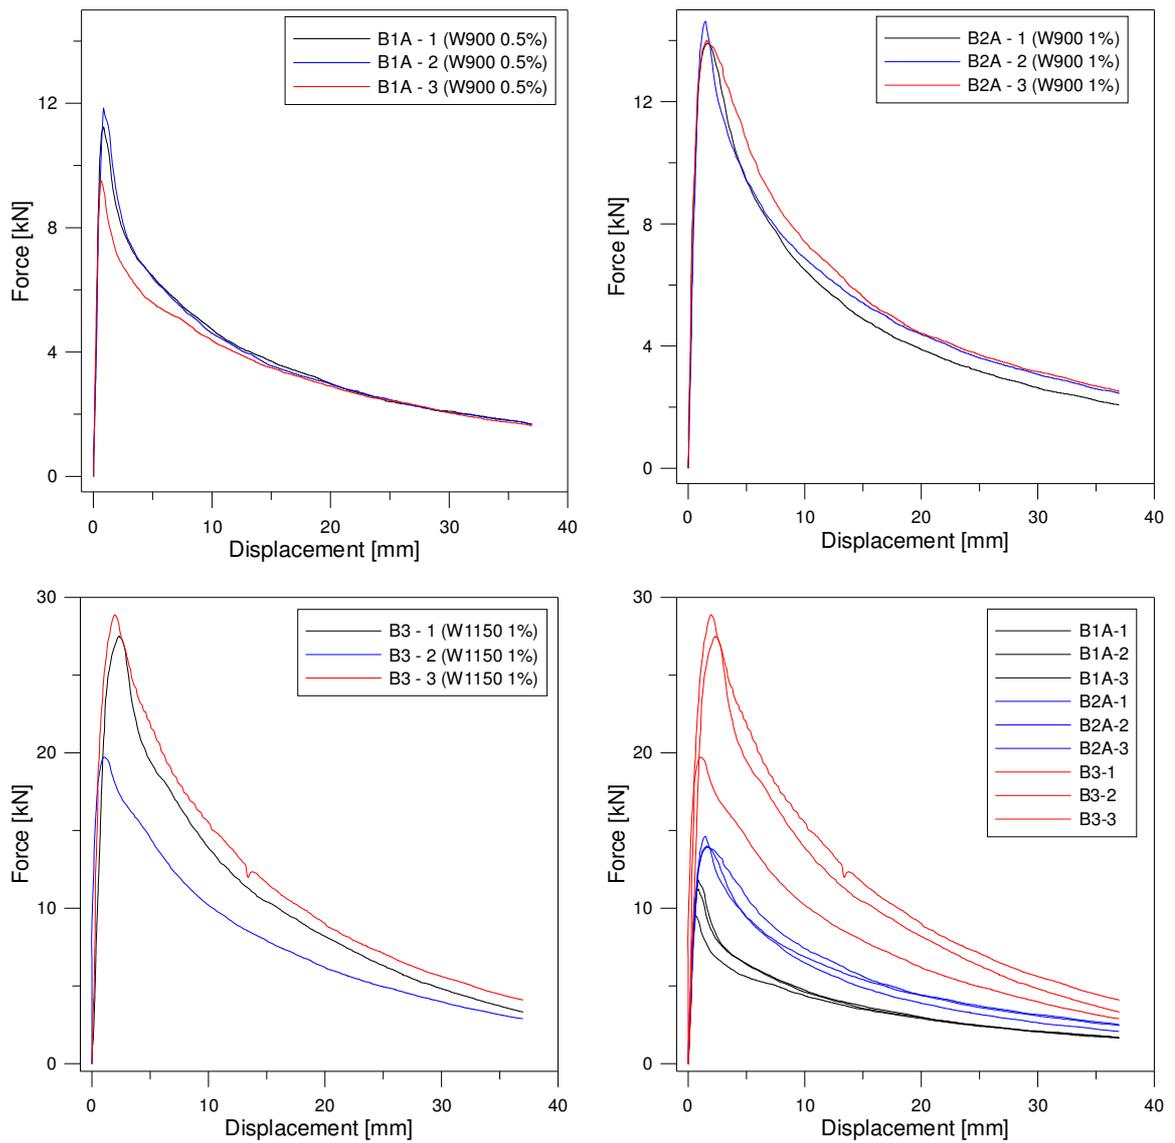 B1A - 1 (W900 0.5%)
B1A - 2 (W900 0.5%)
B1A - 3 (W900 0.5%)
12
8
4
0
Force [kN]
0 10 20 30 40
Displacement [mm]
B2A - 1 (W900 1%)
B2A - 2 (W900 1%)
B2A - 3 (W900 1%)
12
8
4
0
Force [kN]
0 10 20 30 40
Displacement [mm]
B3 - 1 (W1150 1%)
B3 - 2 (W1150 1%)
B3 - 3 (W1150 1%)
30
20
10
0
Force [kN]
0 10 20 30 40
Displacement [mm]
B1A-1
B1A-2
B1A-3
B2A-1
B2A-2
B2A-3
B3-1
B3-2
B3-3
30
20
10
0
Force [kN]
0 10 20 30 40
Displacement [mm]